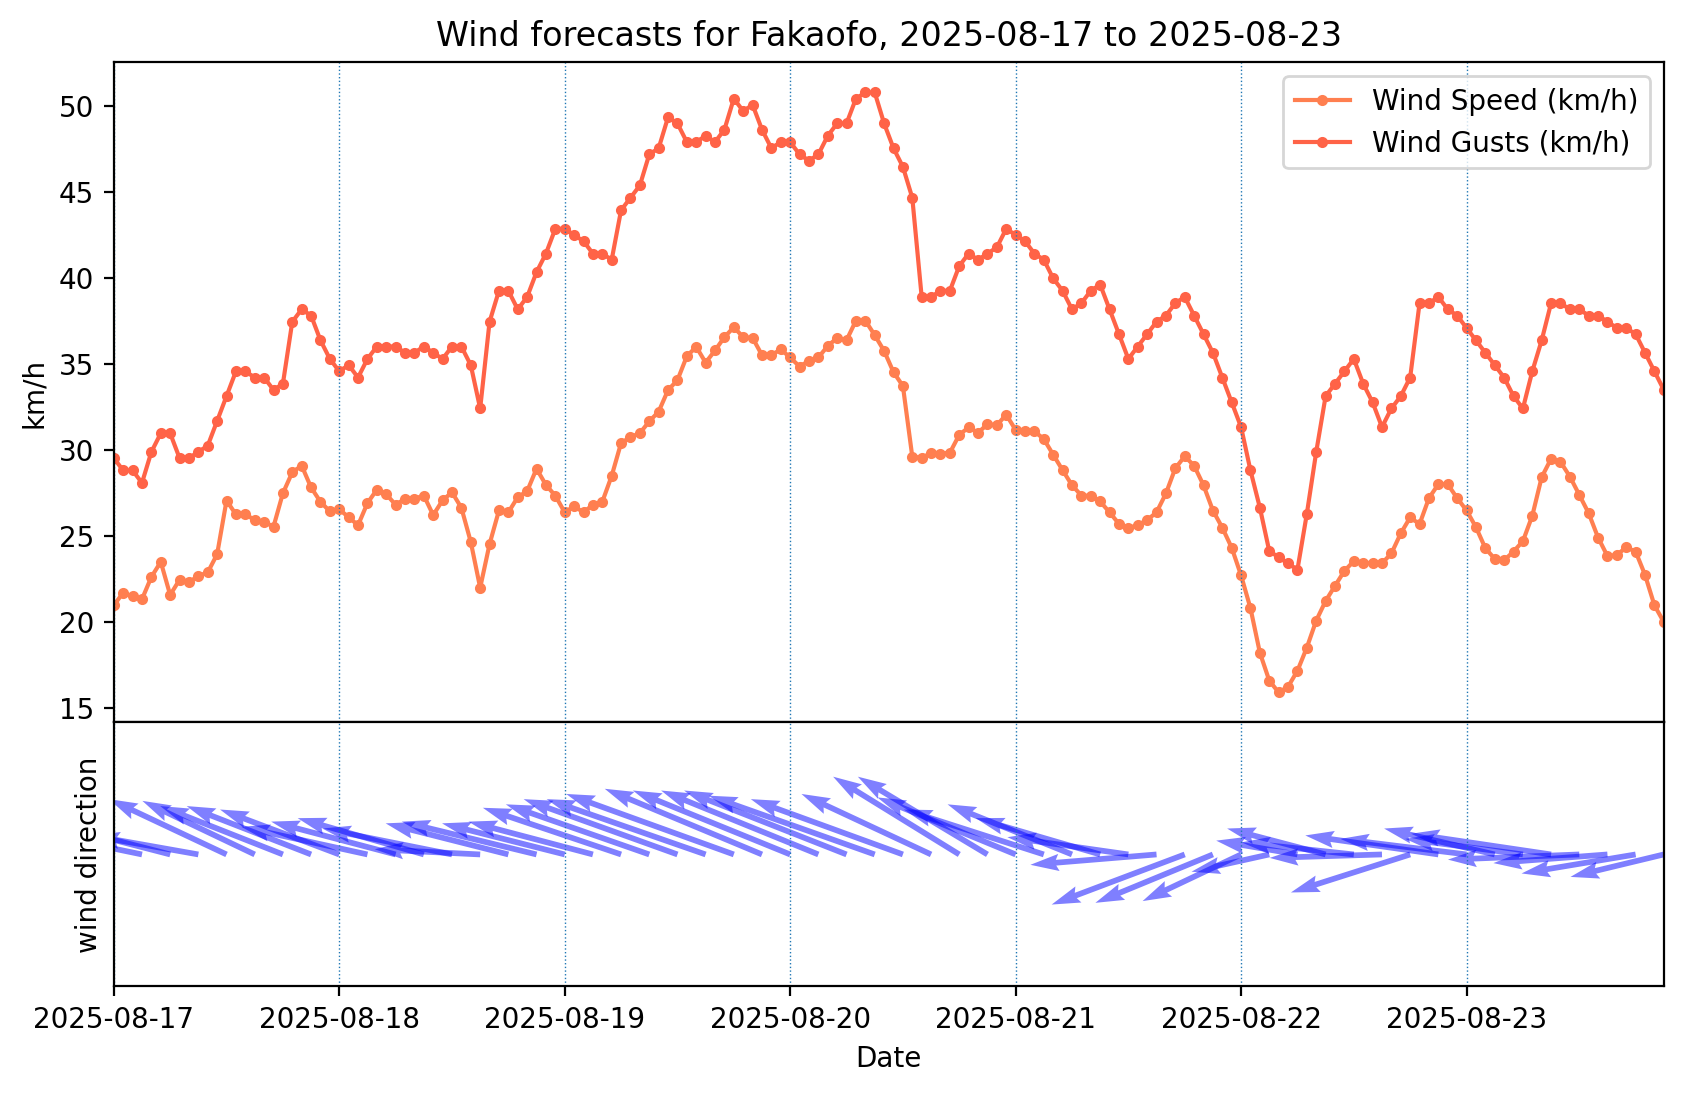 Wind forecasts for Fakaofo, 2025-08-17 to 2025-08-23
Wind Speed (km/h)
Wind Gusts (km/h)
50
45
40
35
30
25
20
15
km/h
wind direction
2025-08-17 2025-08-18 2025-08-19 2025-08-20 2025-08-21 2025-08-22 2025-08-23
Date